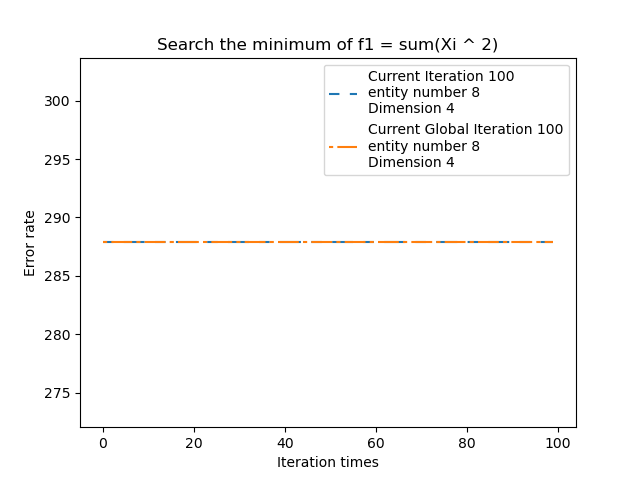 Search the minimum of f1 = sum(Xi ^ 2)
Current Iteration 100
entity number 8
Dimension 4
Current Global Iteration 100
entity number 8
Dimension 4
Error rate
300
295
290
285
280
275
0 20 40 60 80 100
Iteration times